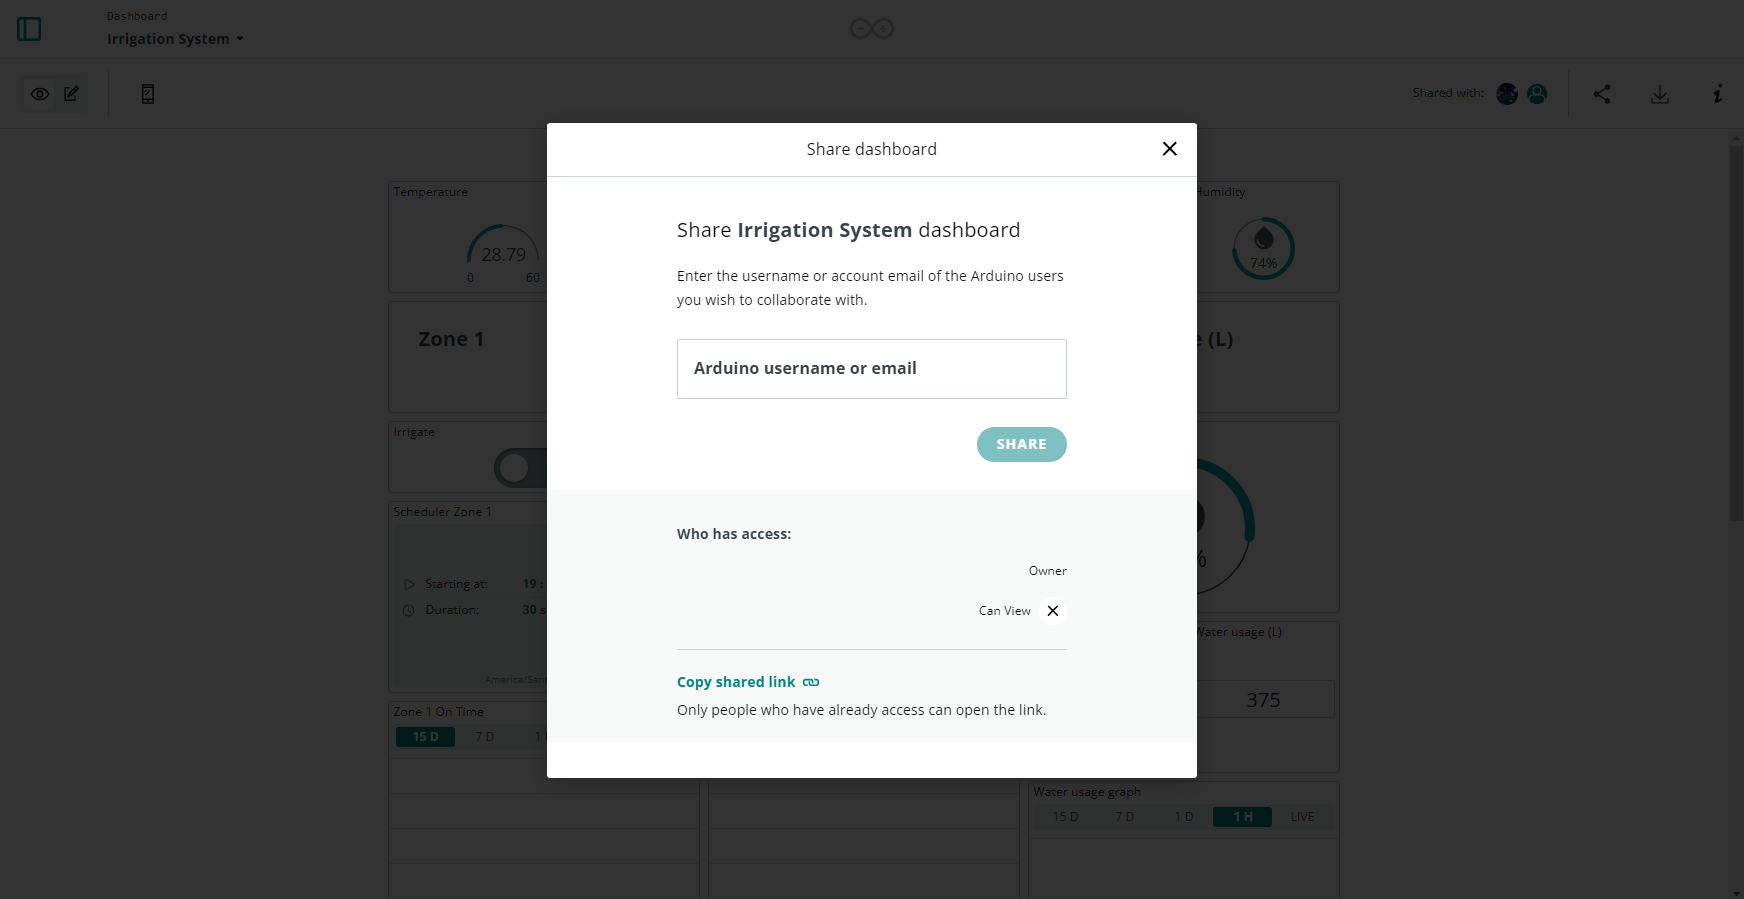 Dashboard
Irrigation System
Shared with:
Share dashboard
Share Irrigation System dashboard
Enter the username or account email of the Arduino users
you wish to collaborate with.
Arduino username or email
SHARE
Who has access:
Owner
Can View
Copy shared link
Only people who have already access can open the link.
Temperature
28.79
0 60
Humidity
74%
Zone 1
(L)
Irrigate
Scheduler Zone 1
Starting at: 19 :
Duration: 30 s
%
Water usage (L)
375
Zone 1 On Time
15 D 7 D 1
Water usage graph
15 D 7 D 1 D 1 H LIVE